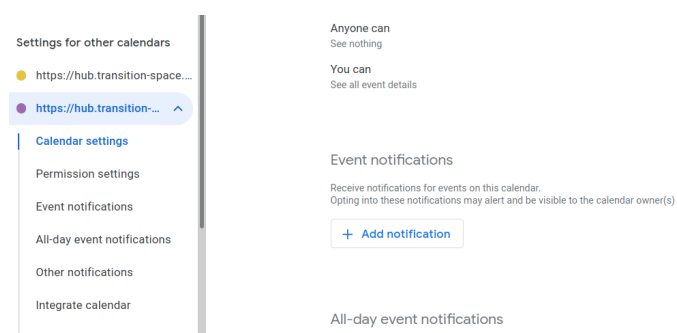 Settings for other calendars
https://hub.transition-space....
https://hub.transition-...
Calendar settings
Permission settings
Event notifications
All-day event notifications
Other notifications
Integrate calendar
Anyone can
See nothing
You can
See all event details
Event notifications
Receive notifications for events on this calendar.
Opting into these notifications may alert and be visible to the calendar owner(s)
+ Add notification
All-day event notifications